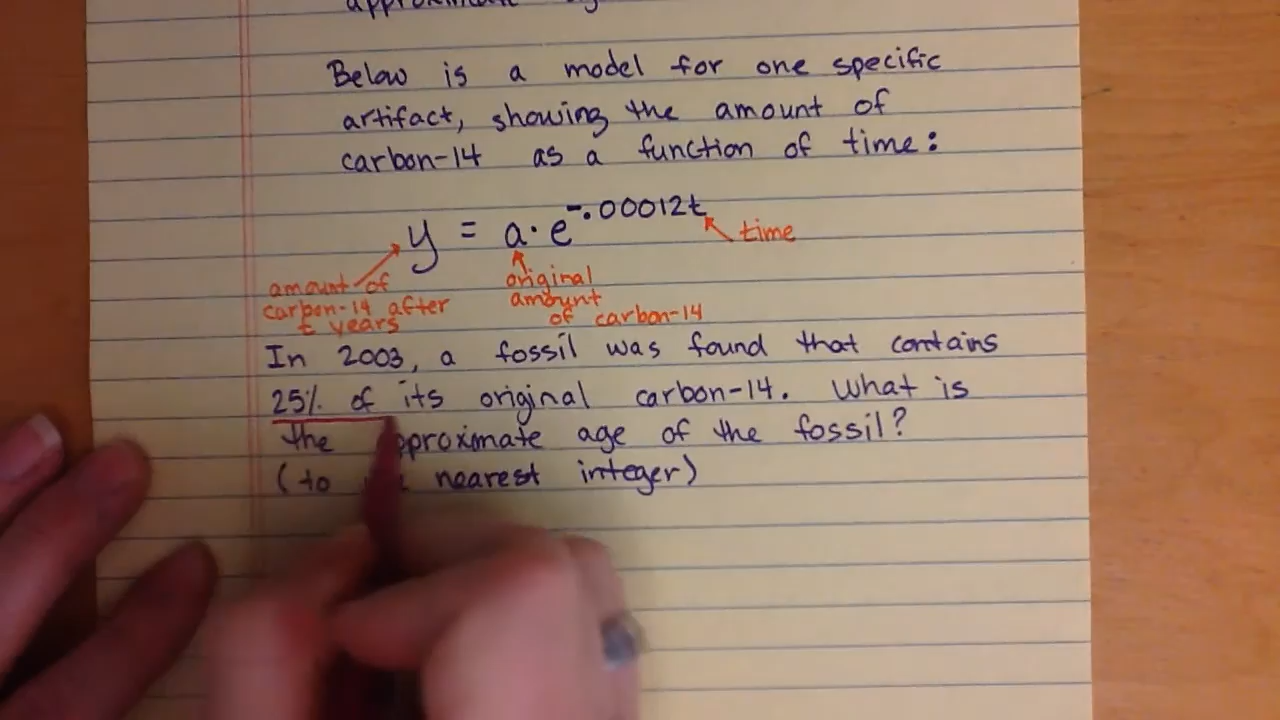 approximate
Below is a model for one specific
artifact, showing the amount of
carbon-14 as a function of time:
y = a · e^-.00012t
time
amount of
carbon-14 after
t years
original
amount
of carbon-14
In 2003, a fossil was found that contains
25% of its original carbon-14. What is
the approximate age of the fossil?
(to nearest integer)